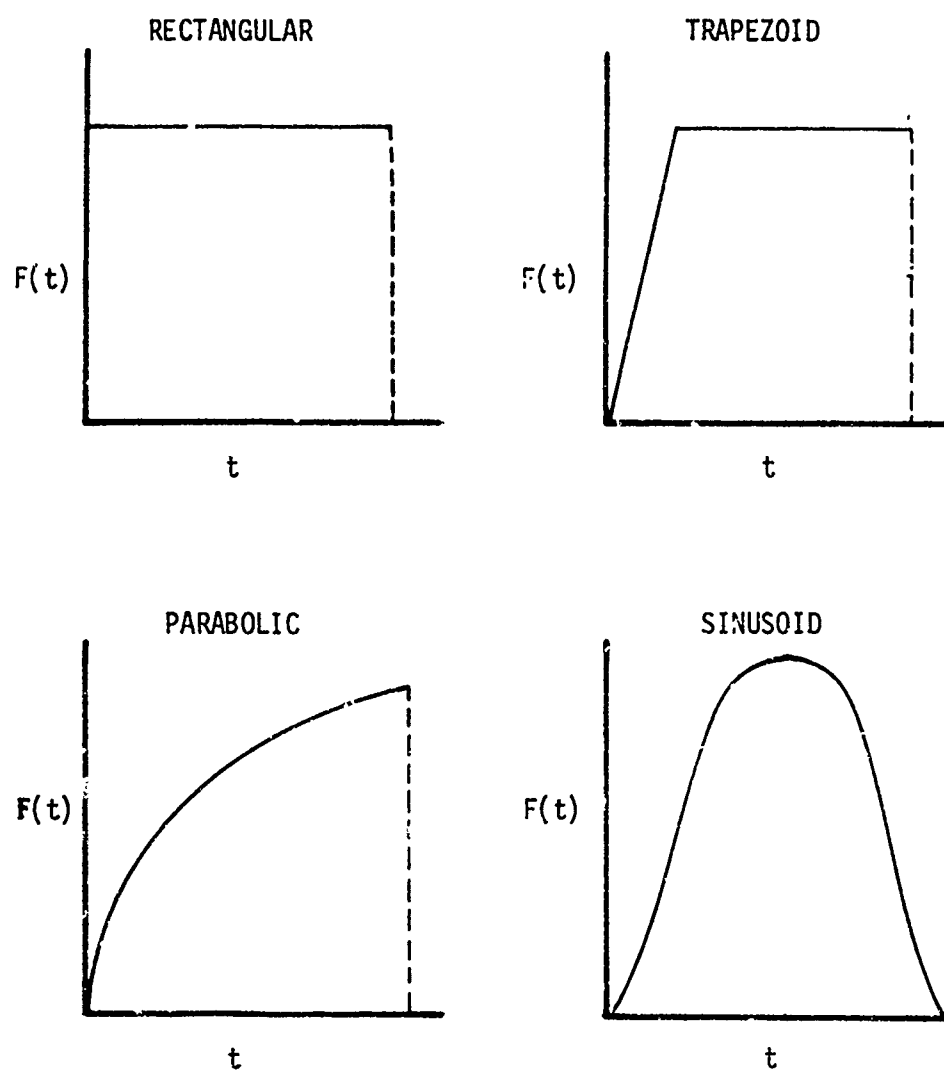 RECTANGULAR
F(t)
t
TRAPEZOID
F(t)
t
PARABOLIC
F(t)
t
SINUSOID
F(t)
t